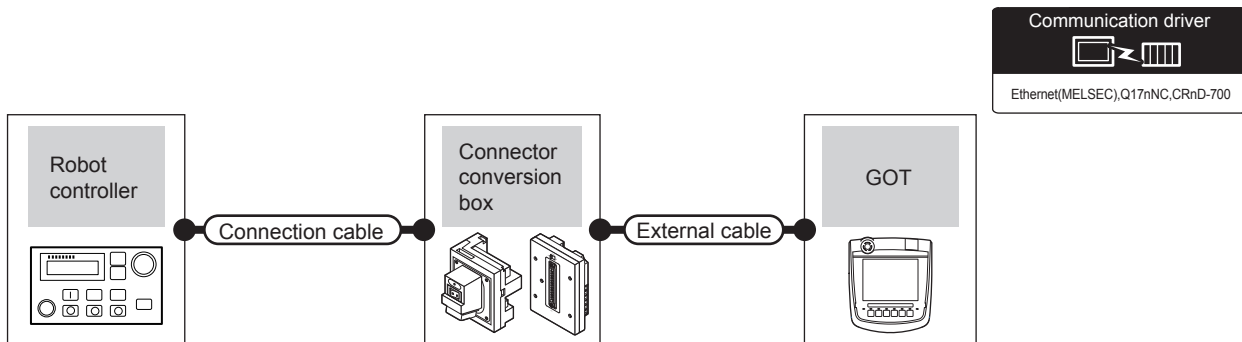 Communication driver
Ethernet(MELSEC),Q17nNC,CRnD-700
Robot
controller
Connection cable
Connector
conversion
box
External cable
GOT